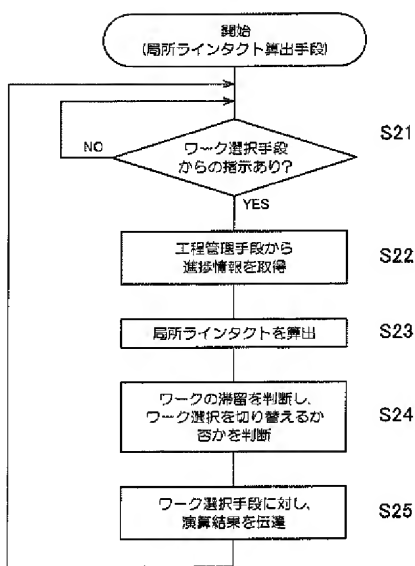 開始
(局所ラインタクト算出手段)
ワーク選択手段
からの指示あり?
S21
NO
YES
工程管理手段から
進捗情報を取得
S22
局所ラインタクトを算出
S23
ワークの滞留を判断し、
ワーク選択を切り替えるか
否かを判断
S24
ワーク選択手段に対し、
演算結果を伝達
S25